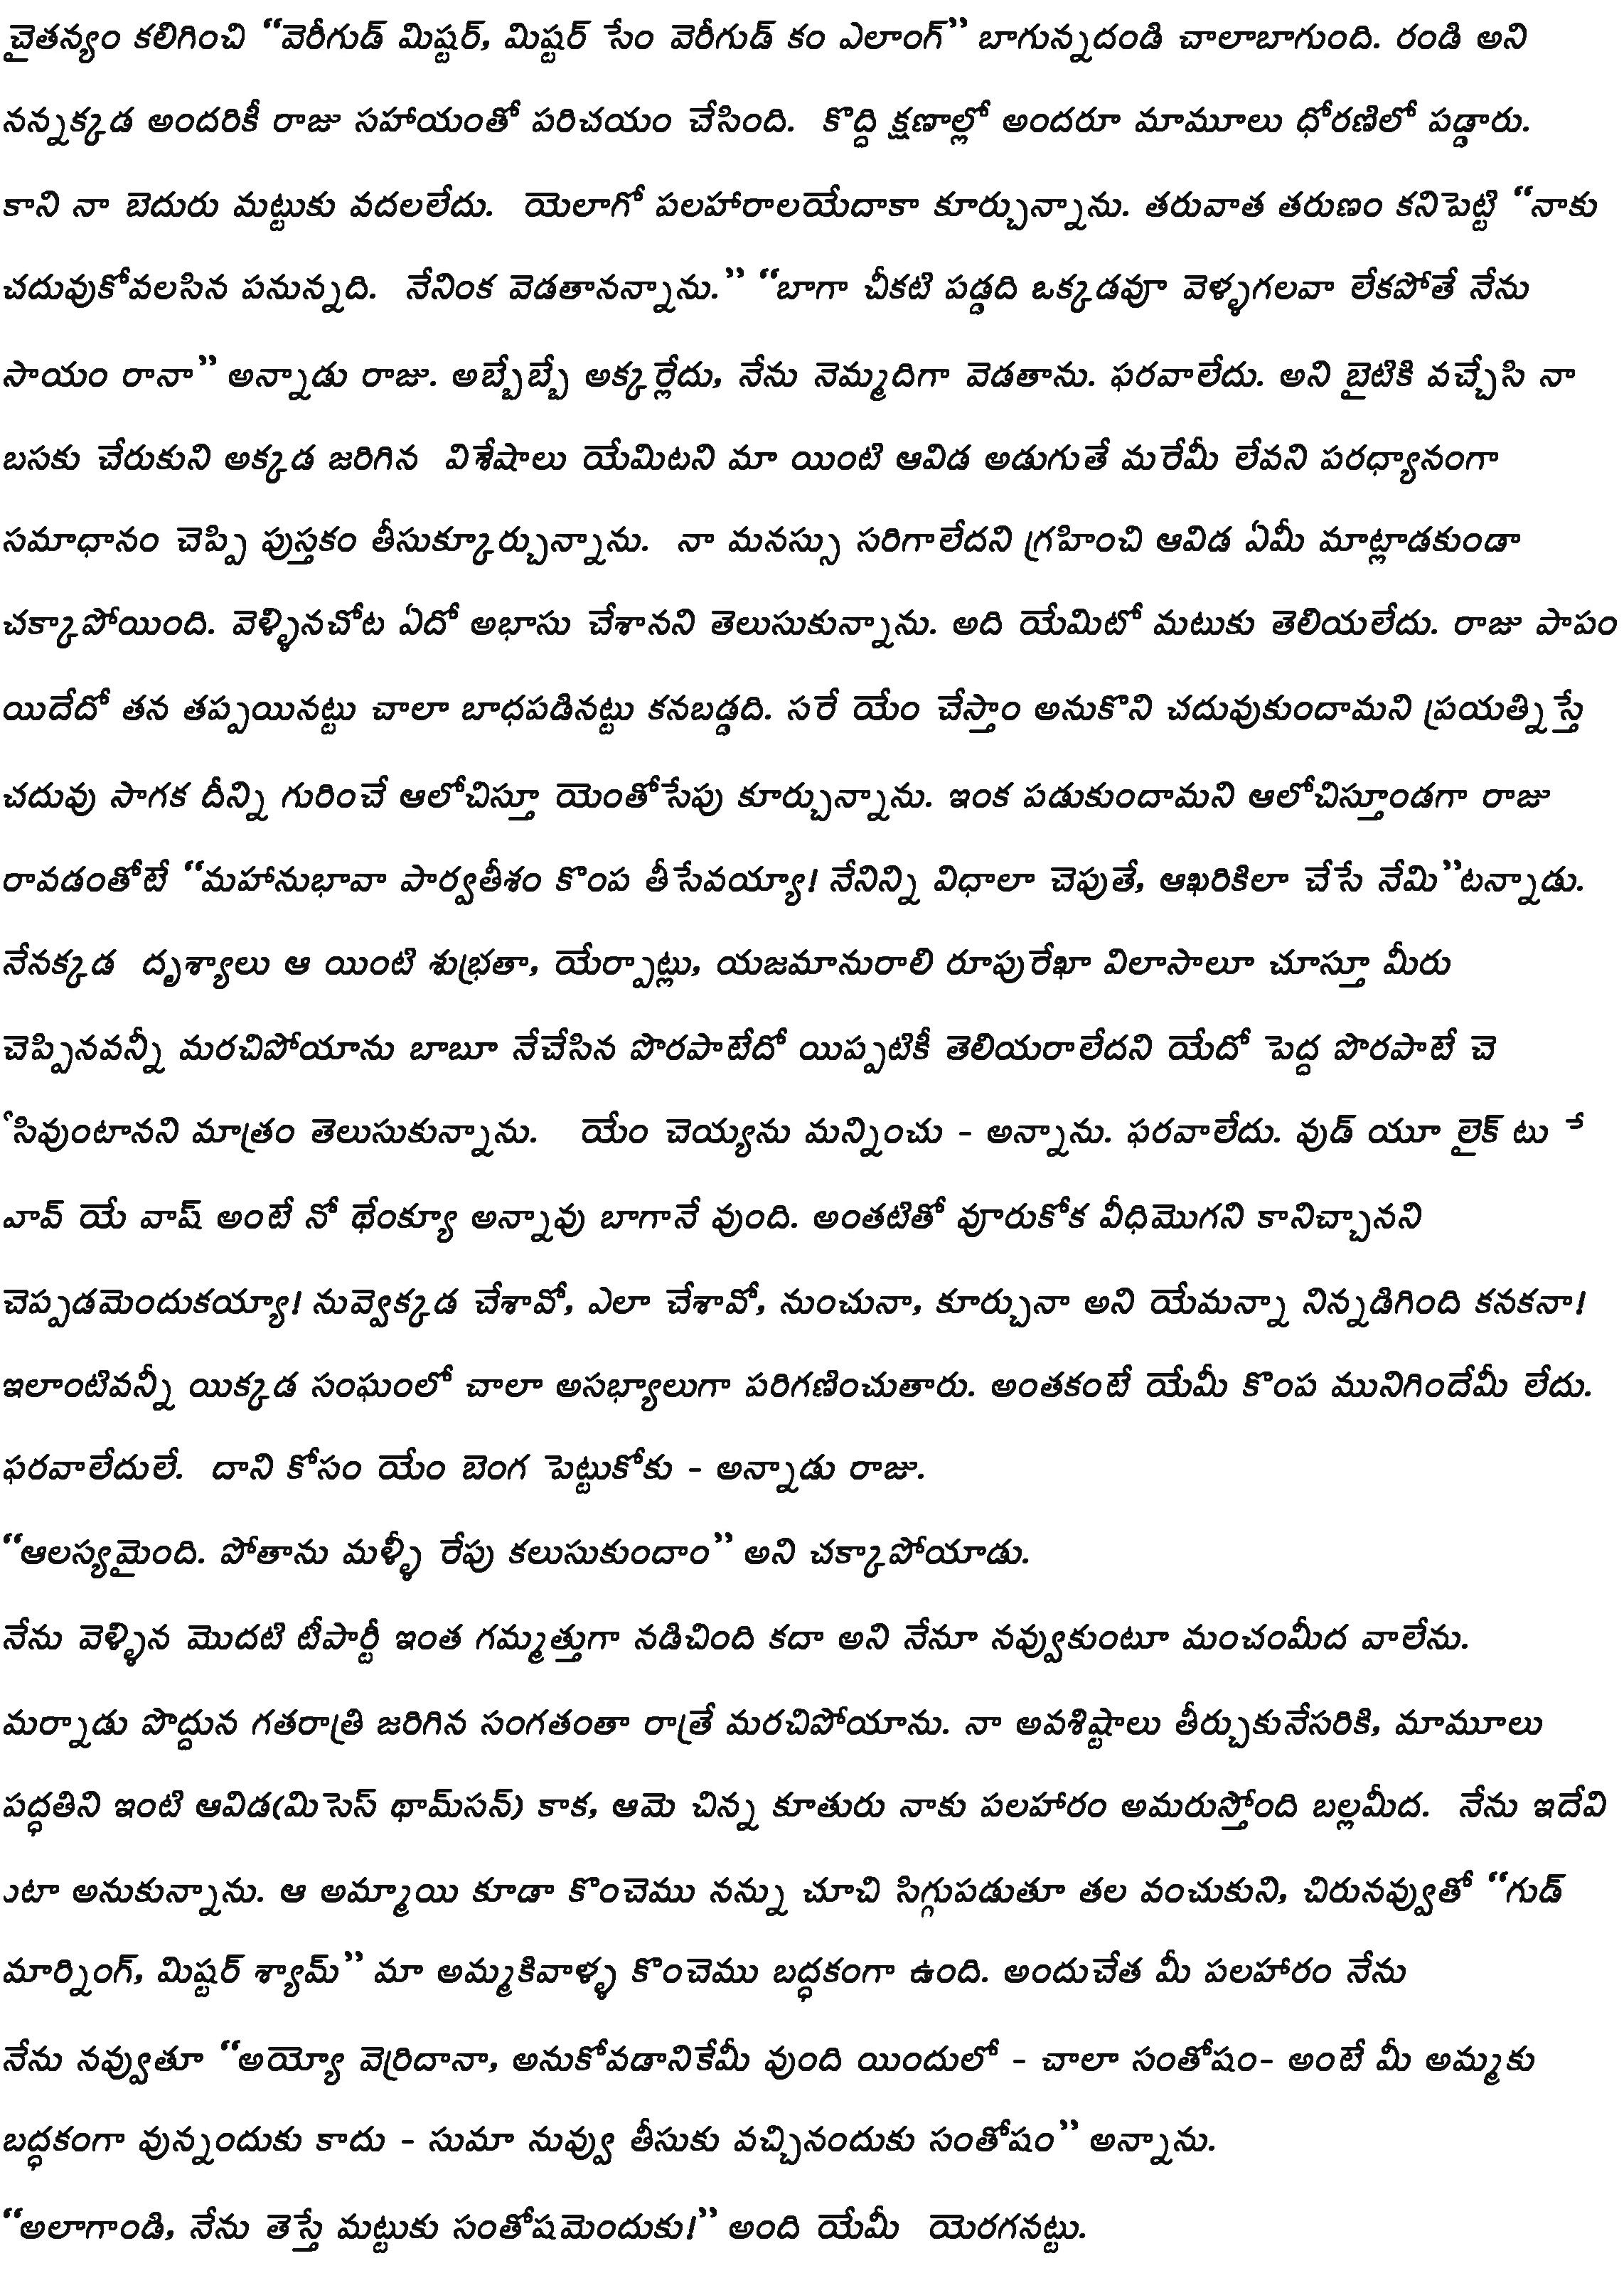 చైతన్యం కలిగించి “వెరీగుడ్ మిష్టర్, మిష్టర్ సేం వెరీగుడ్ కం ఎలాంగ్” బాగున్నదండి చాలాబాగుంది. రండి అని
నన్నక్కడ అందరికీ రాజు సహాయంతో పరిచయం చేసింది. కొద్ది క్షణాల్లో అందరూ మామూలు ధోరణిలో పడ్డారు.
కాని నా బెదురు మట్టుకు వదలలేదు. యెలాగో పలహారాలయేదాకా కూర్చున్నాను. తరువాత తరుణం కనిపెట్టి “నాకు
చదువుకోవలసిన పనున్నది. నేనింక వెడతానన్నాను.” “బాగా చీకటి పడ్డది ఒక్కడవూ వెళ్ళగలవా లేకపోతే నేను
సాయం రానా” అన్నాడు రాజు. అబ్బేబ్బే అక్కర్లేదు, నేను నెమ్మదిగా వెడతాను. ఫరవాలేదు. అని బైటికి వచ్చేసి నా
బసకు చేరుకుని అక్కడ జరిగిన విశేషాలు యేమిటని మా యింటి ఆవిడ అడుగుతే మరేమీ లేవని పరధ్యానంగా
సమాధానం చెప్పి పుస్తకం తీసుక్కూర్చున్నాను. నా మనస్సు సరిగాలేదని గ్రహించి ఆవిడ ఏమీ మాట్లాడకుండా
చక్కాపోయింది. వెళ్ళినచోట ఏదో అభాసు చేశానని తెలుసుకున్నాను. అది యేమిటో మటుకు తెలియలేదు. రాజు పాపం
యిదేదో తన తప్పయినట్టు చాలా బాధపడినట్టు కనబడ్డది. సరే యేం చేస్తాం అనుకొని చదువుకుందామని ప్రయత్నిస్తే
చదువు సాగక దీన్ని గురించే ఆలోచిస్తూ యెంతోసేపు కూర్చున్నాను. ఇంక పడుకుందామని ఆలోచిస్తూండగా రాజు
రావడంతోటే “మహానుభావా పార్వతీశం కొంప తీసేవయ్యా! నేనిన్ని విధాలా చెపుతే, ఆఖరికిలా చేసే నేమి”టన్నాడు.
నేనక్కడ దృశ్యాలు ఆ యింటి శుభ్రతా, యేర్పాట్లు, యజమానురాలి రూపురేఖా విలాసాలూ చూస్తూ మీరు
చెప్పినవన్నీ మరచిపోయాను బాబూ నేచేసిన పొరపాటేదో యిప్పటికీ తెలియరాలేదని యేదో పెద్ద పొరపాటే చె
ేసివుంటానని మాత్రం తెలుసుకున్నాను. యేం చెయ్యను మన్నించు - అన్నాను. ఫరవాలేదు. వుడ్ యూ లైక్ టు ే
వావ్ యే వాష్ అంటే నో థేంక్యూ అన్నావు బాగానే వుంది. అంతటితో వూరుకోక వీధిమొగని కానిచ్చానని
చెప్పడమెందుకయ్యా! నువ్వెక్కడ చేశావో, ఎలా చేశావో, నుంచునా, కూర్చునా అని యేమన్నా నిన్నడిగింది కనకనా!
ఇలాంటివన్నీ యిక్కడ సంఘంలో చాలా అసభ్యాలుగా పరిగణించుతారు. అంతకంటే యేమీ కొంప మునిగిందేమీ లేదు.
ఫరవాలేదులే. దాని కోసం యేం బెంగ పెట్టుకోకు - అన్నాడు రాజు.
“ఆలస్యమైంది. పోతాను మళ్ళీ రేపు కలుసుకుందాం” అని చక్కాపోయాడు.
నేను వెళ్ళిన మొదటి టీపార్టీ ఇంత గమ్మత్తుగా నడిచింది కదా అని నేనూ నవ్వుకుంటూ మంచంమీద వాలేను.
మర్నాడు పొద్దున గతరాత్రి జరిగిన సంగతంతా రాత్రే మరచిపోయాను. నా అవశిష్టాలు తీర్చుకునేసరికి, మామూలు
పద్ధతిని ఇంటి ఆవిడ(మిసెస్ థామ్‌సన్) కాక, ఆమె చిన్న కూతురు నాకు పలహారం అమరుస్తోంది బల్లమీద. నేను ఇదేవి
ుటా అనుకున్నాను. ఆ అమ్మాయి కూడా కొంచెము నన్ను చూచి సిగ్గుపడుతూ తల వంచుకుని, చిరునవ్వుతో “గుడ్
మార్నింగ్, మిష్టర్ శ్యామ్” మా అమ్మకివాళ్ళ కొంచెము బద్ధకంగా ఉంది. అందుచేత మీ పలహారం నేను
నేను నవ్వుతూ “అయ్యో వెర్రిదానా, అనుకోవడానికేమీ వుంది యిందులో - చాలా సంతోషం- అంటే మీ అమ్మకు
బద్ధకంగా వున్నందుకు కాదు - సుమా నువ్వు తీసుకు వచ్చినందుకు సంతోషం” అన్నాను.
“అలాగాండి, నేను తెస్తే మట్టుకు సంతోషమెందుకు!” అంది యేమీ యెరగనట్టు.